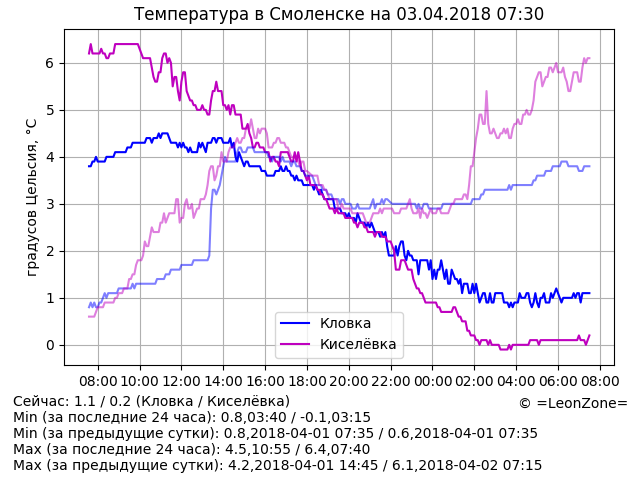 Температура в Смоленске на 03.04.2018 07:30
градусов Цельсия, °С
6
5
4
3
2
1
0
Кловка
Киселёвка
08:00 10:00 12:00 14:00 16:00 18:00 20:00 22:00 00:00 02:00 04:00 06:00 08:00
Сейчас: 1.1 / 0.2 (Кловка / Киселёвка)
© =LeonZone=
Min (за последние 24 часа): 0.8,03:40 / -0.1,03:15
Min (за предыдущие сутки): 0.8,2018-04-01 07:35 / 0.6,2018-04-01 07:35
Max (за последние 24 часа): 4.5,10:55 / 6.4,07:40
Max (за предыдущие сутки): 4.2,2018-04-01 14:45 / 6.1,2018-04-02 07:15